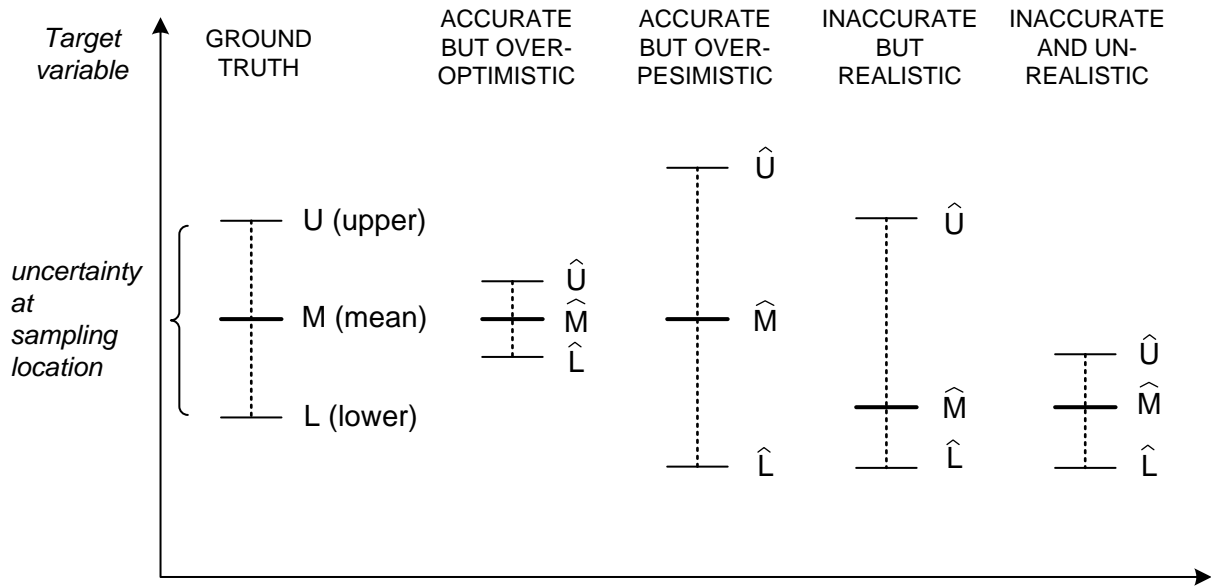 Target
variable
GROUND
TRUTH
ACCURATE
BUT OVER-
OPTIMISTIC
ACCURATE
BUT OVER-
PESIMISTIC
INACCURATE
BUT
REALISTIC
INACCURATE
AND UN-
REALISTIC
uncertainty
at
sampling
location
U (upper)
M (mean)
L (lower)
Û
M̂
L̂
Û
M̂
L̂
Û
M̂
L̂
Û
M̂
L̂